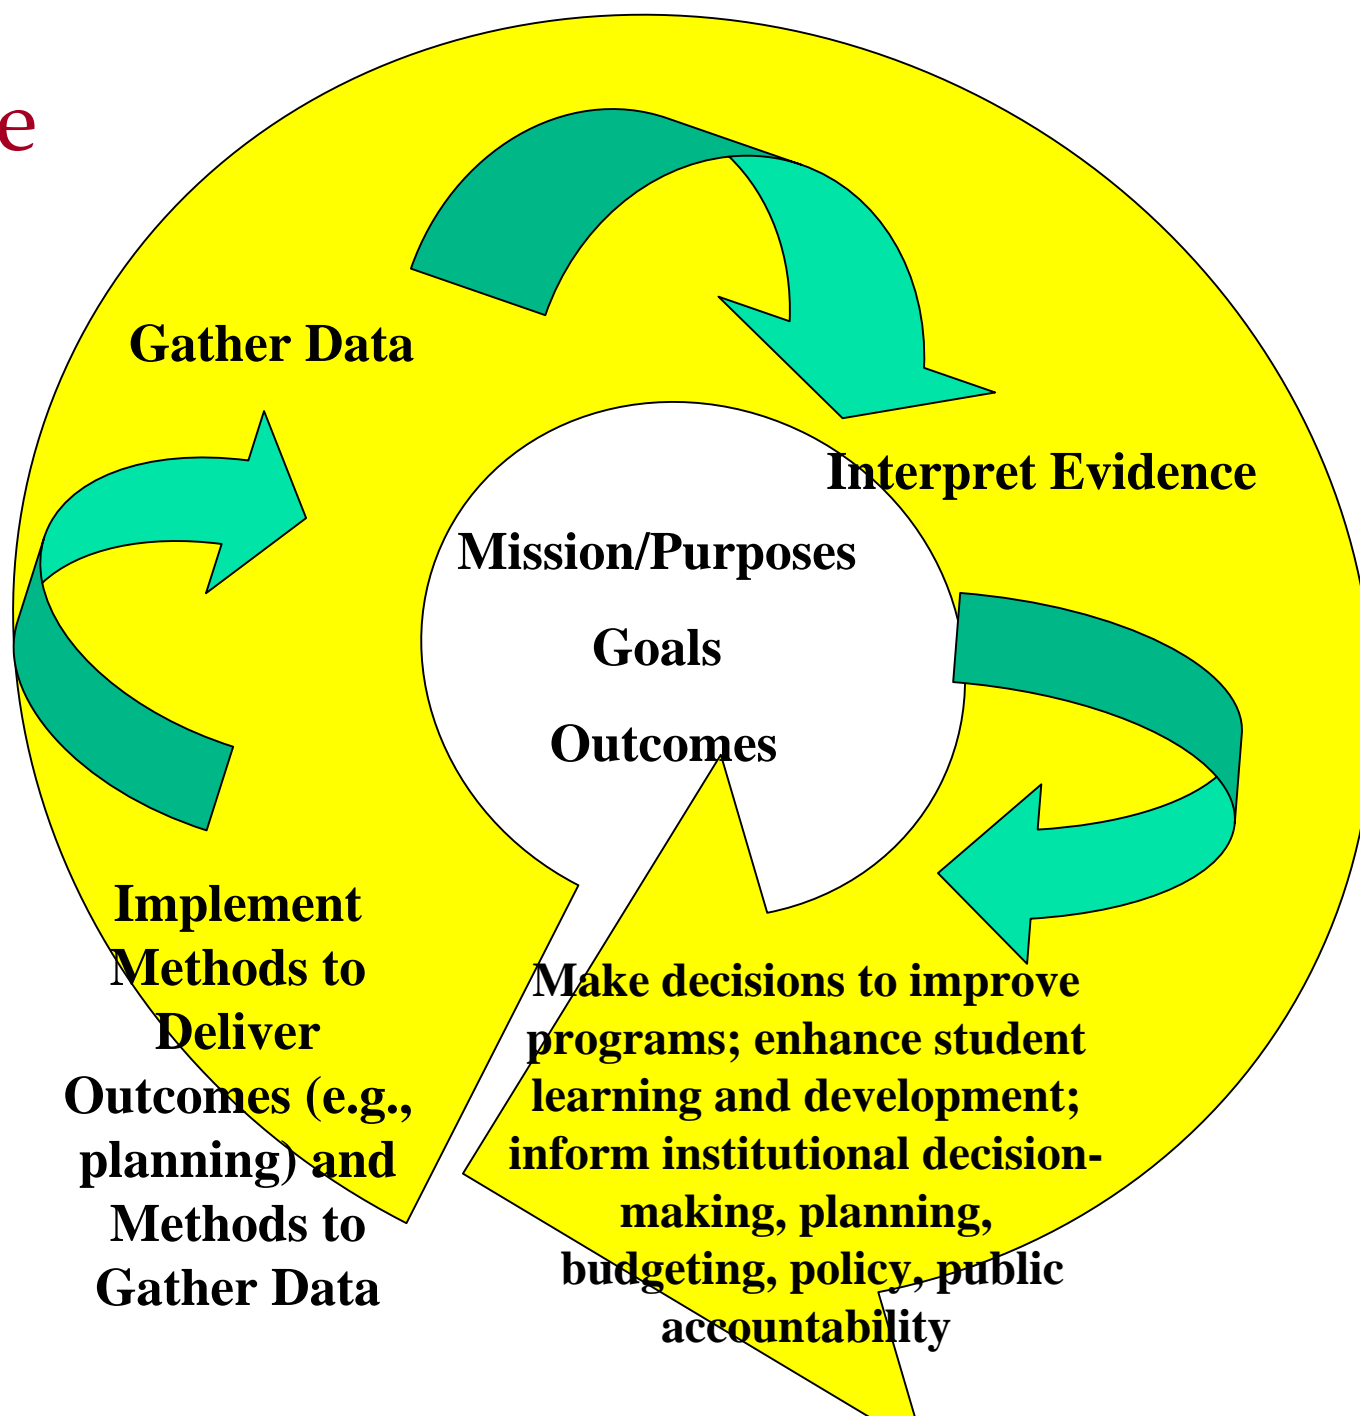 e
Gather Data
Interpret Evidence
Mission/Purposes
Goals
Outcomes
Implement
Methods to
Deliver
Outcomes (e.g.,
planning) and
Methods to
Gather Data
Make decisions to improve
programs; enhance student
learning and development;
inform institutional decision-
making, planning,
budgeting, policy, public
accountability